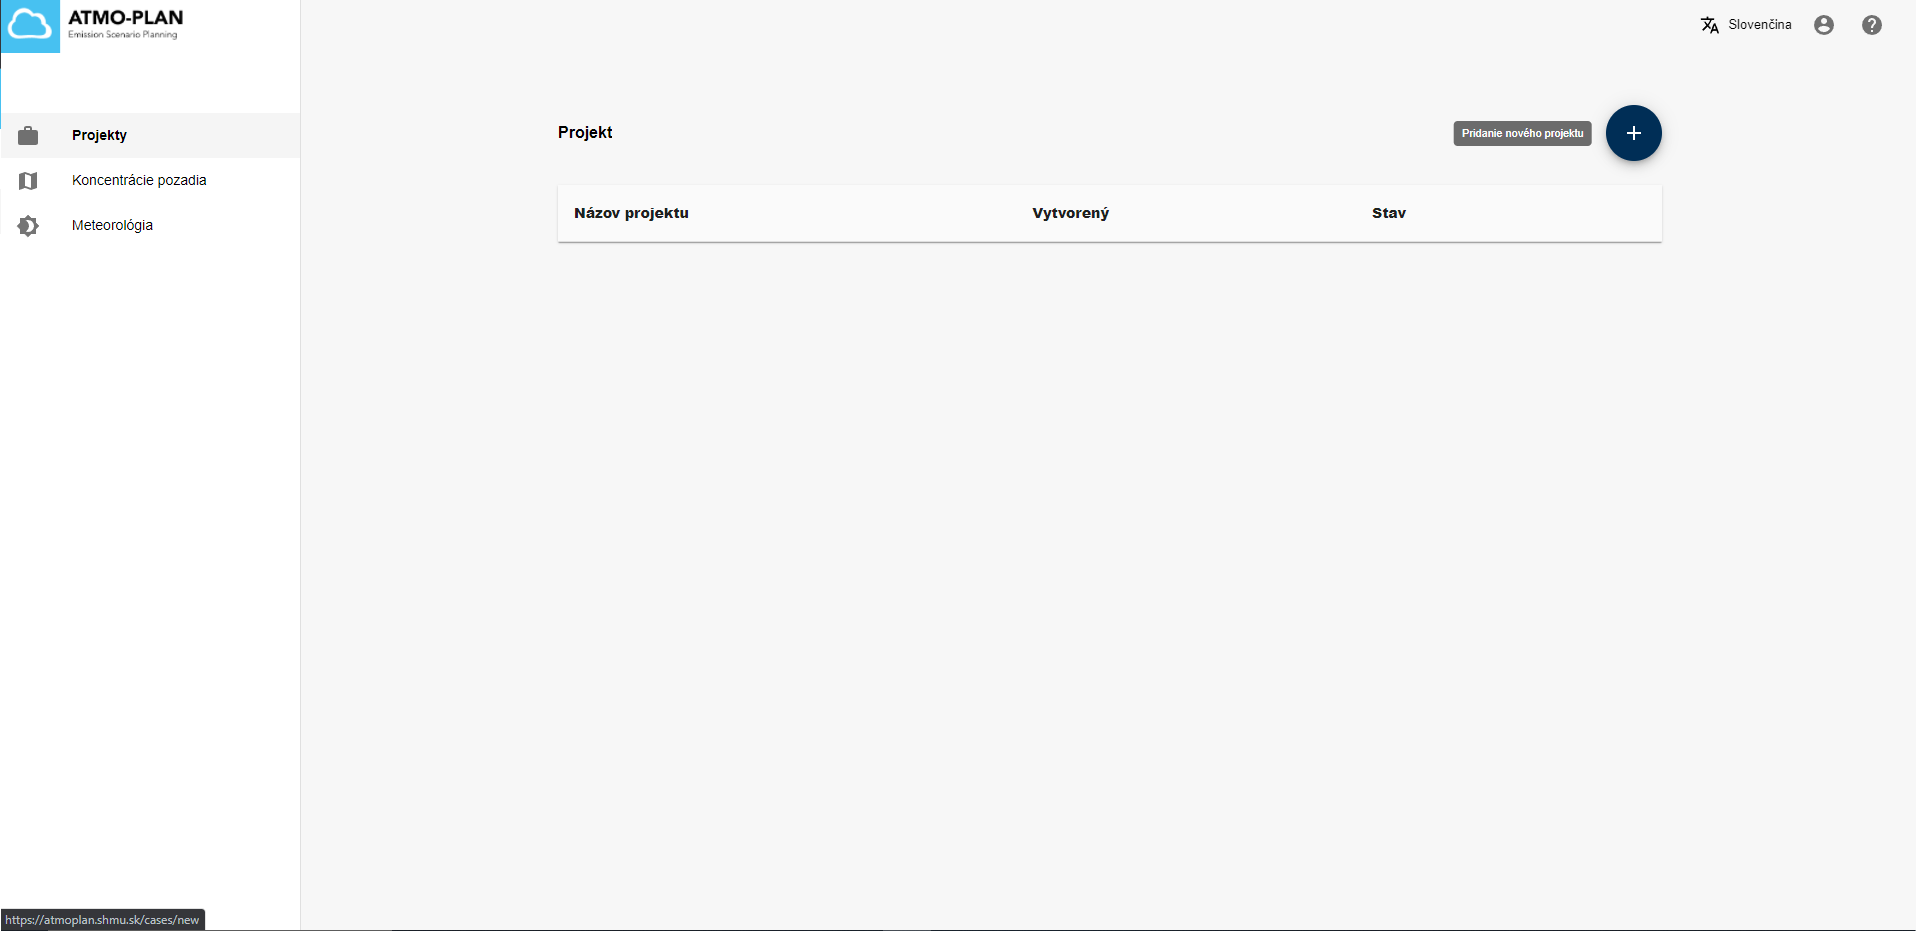 ATMO-PLAN
Emission Scenario Planning
Slovenčina
Projekty
Koncentrácie pozadia
Meteorológia
Projekt
Pridanie nového projektu
Názov projektu
Vytvorený
Stav
https://atmoplan.shmu.sk/cases/new